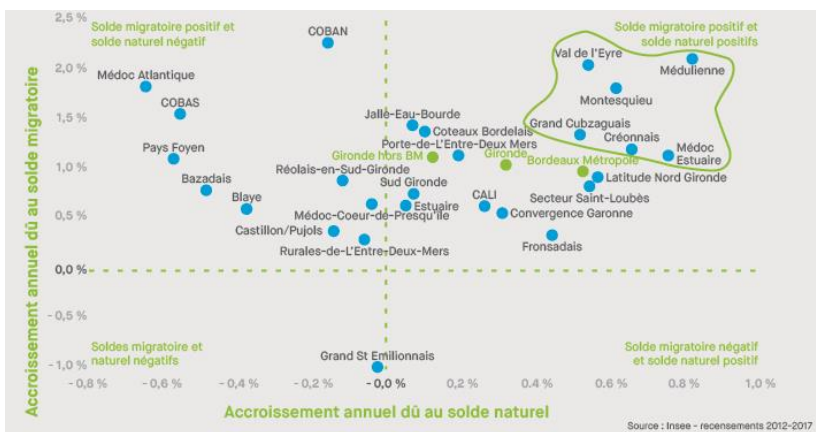 2,5 %
Solde migratoire positif et
solde naturel négatif
COBAN
Solde migratoire positif
et solde naturel positifs
Val de l'Eyre
2,0 %
Médoc Atlantique
Médulienne
COBAS
Montesquieu
1,5 %
Jalle-Eau-Bourde
Grand Cubzaguais
Coteaux Bordelais
Pays Foyen
Porte-de-L'Entre-Deux Mers
Créonnais
Médoc
Estuaire
Gironde hors BM
Gironde
Bordeaux Métropole
1,0 %
Réolais-en-Sud-Gironde
Latitude Nord Gironde
Bazadais
Sud Gironde
CALI
Secteur Saint-Loubès
Blaye
Estuaire
0,5 %
Médoc-Coeur-de-Presqu'île
Convergence Garonne
Castillon/Pujols
Rurales-de-L'Entre-Deux-Mers
Fronsadais
0,0 %
- 0,5 %
Soldes migratoire et
naturel négatifs
Grand St Emilionnais
Solde migratoire négatif
et solde naturel positif
- 1,0 %
- 0,8 %
- 0,6 %
- 0,4 %
- 0,2 %
- 0,0 %
0,2 %
0.4 %
0.6 %
0.8 %
1,0 %
Accroissement annuel dû au solde migratoire
Accroissement annuel dû au solde naturel
Source : Insee - recensements 2012-2017